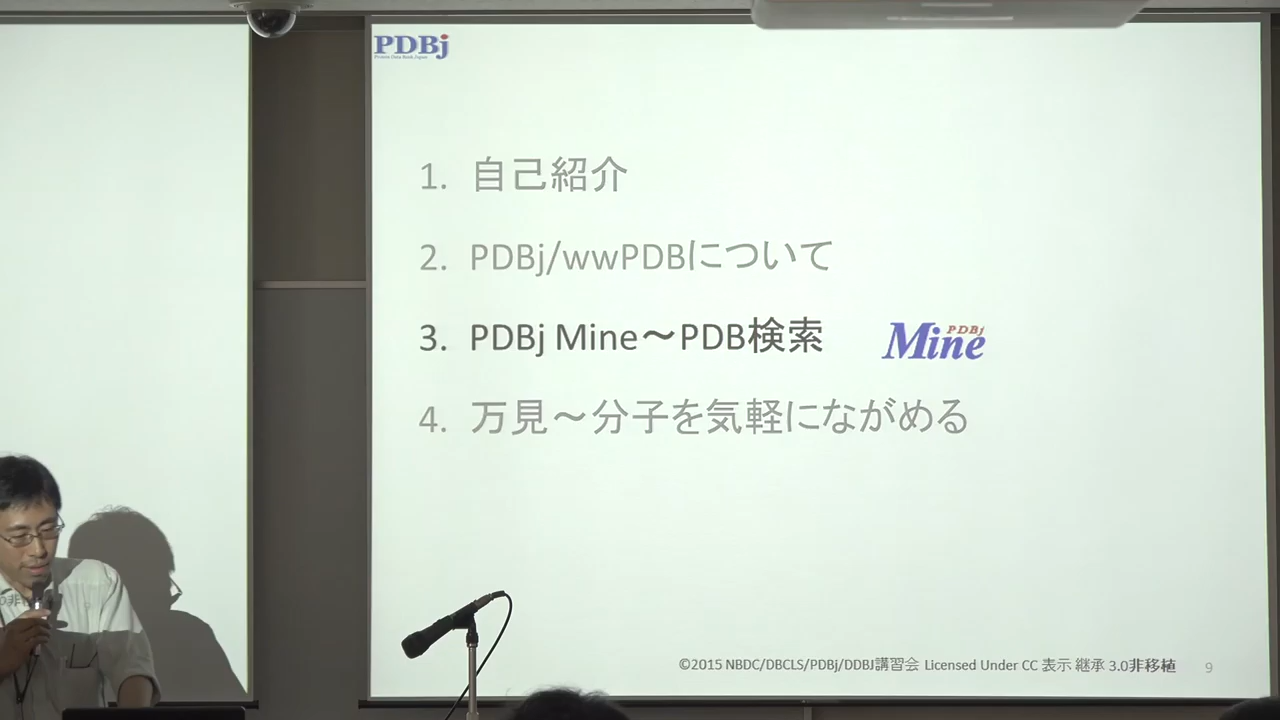 PDBj
Protein Data Bank Japan
1. 自己紹介
2. PDBj/wwPDBについて
3. PDBj Mine～PDB検索
PDBj
Mine
4. 万見～分子を気軽にながめる
©2015 NBDC/DBCLS/PDBj/DDBJ講習会 Licensed Under CC 表示 継承 3.0非移植
9